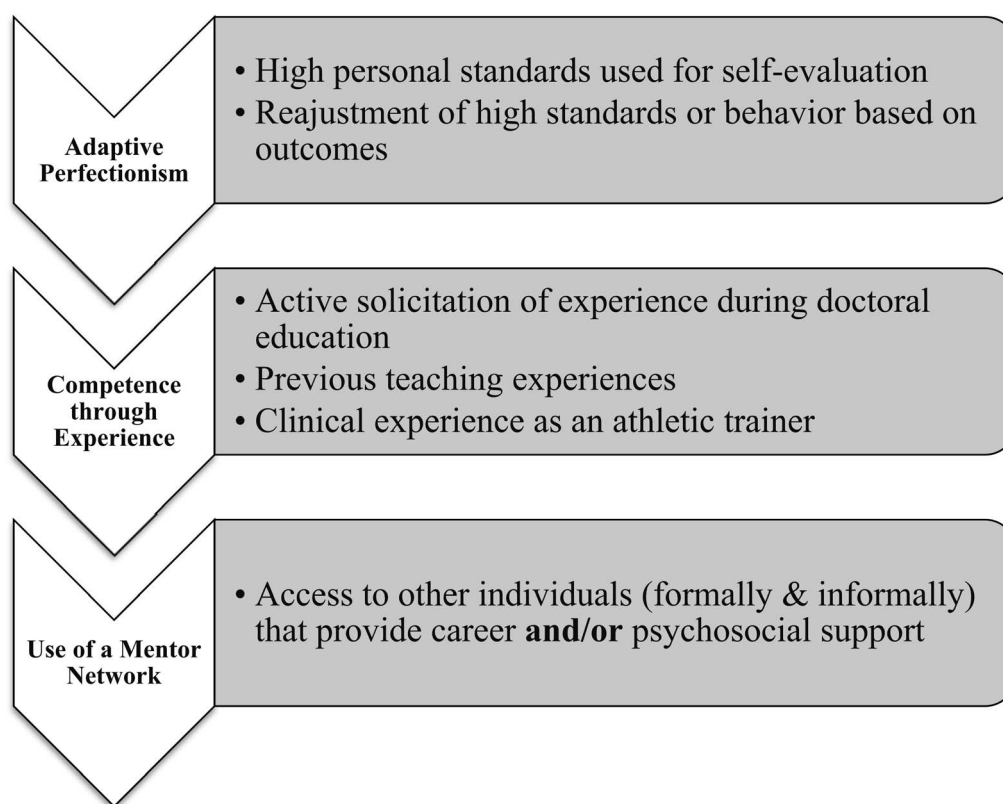 Adaptive
Perfectionism
• High personal standards used for self-evaluation
• Reajustment of high standards or behavior based on
outcomes
Competence
through
Experience
• Active solicitation of experience during doctoral
education
• Previous teaching experiences
• Clinical experience as an athletic trainer
Use of a Mentor
Network
• Access to other individuals (formally & informally)
that provide career and/or psychosocial support